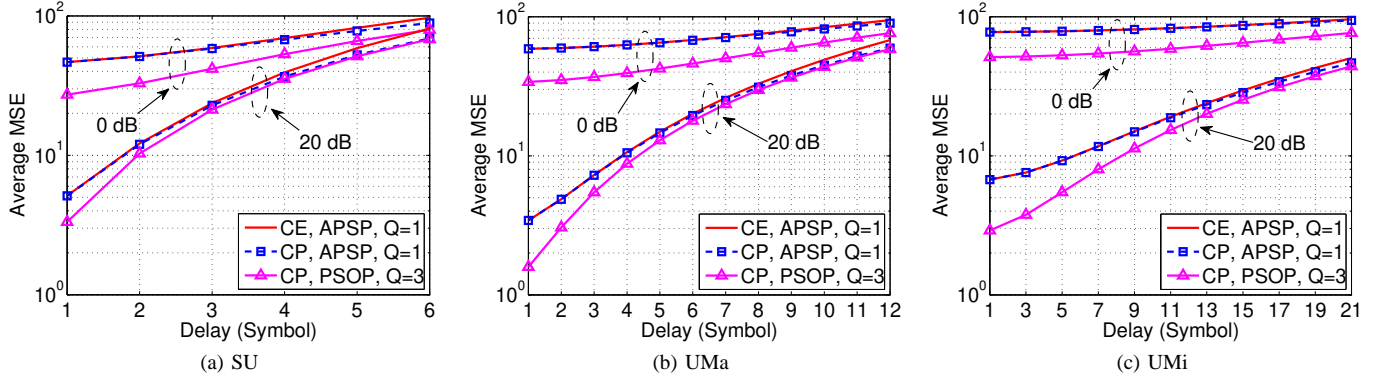 Average MSE
10^2
10^1
10^0
0 dB
20 dB
CE, APSP, Q=1
CP, APSP, Q=1
CP, PSOP, Q=3
1 2 3 4 5 6
Delay (Symbol)
(a) SU
Average MSE
10^2
10^1
10^0
0 dB
20 dB
CE, APSP, Q=1
CP, APSP, Q=1
CP, PSOP, Q=3
1 2 3 4 5 6 7 8 9 10 11 12
Delay (Symbol)
(b) UMa
Average MSE
10^2
10^1
10^0
0 dB
20 dB
CE, APSP, Q=1
CP, APSP, Q=1
CP, PSOP, Q=3
1 3 5 7 9 11 13 15 17 19 21
Delay (Symbol)
(c) UMi